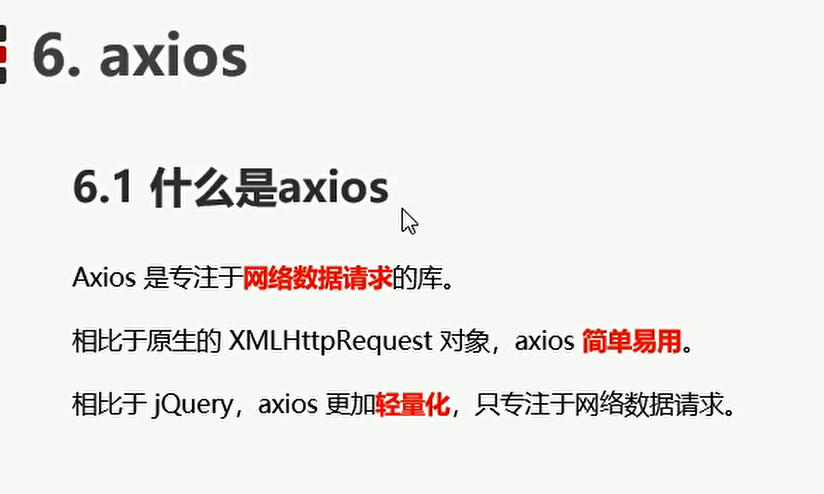 6. axios
6.1 什么是axios
Axios 是专注于网络数据请求的库。
相比于原生的 XMLHttpRequest 对象，axios 简单易用。
相比于 jQuery，axios 更加轻量化，只专注于网络数据请求。